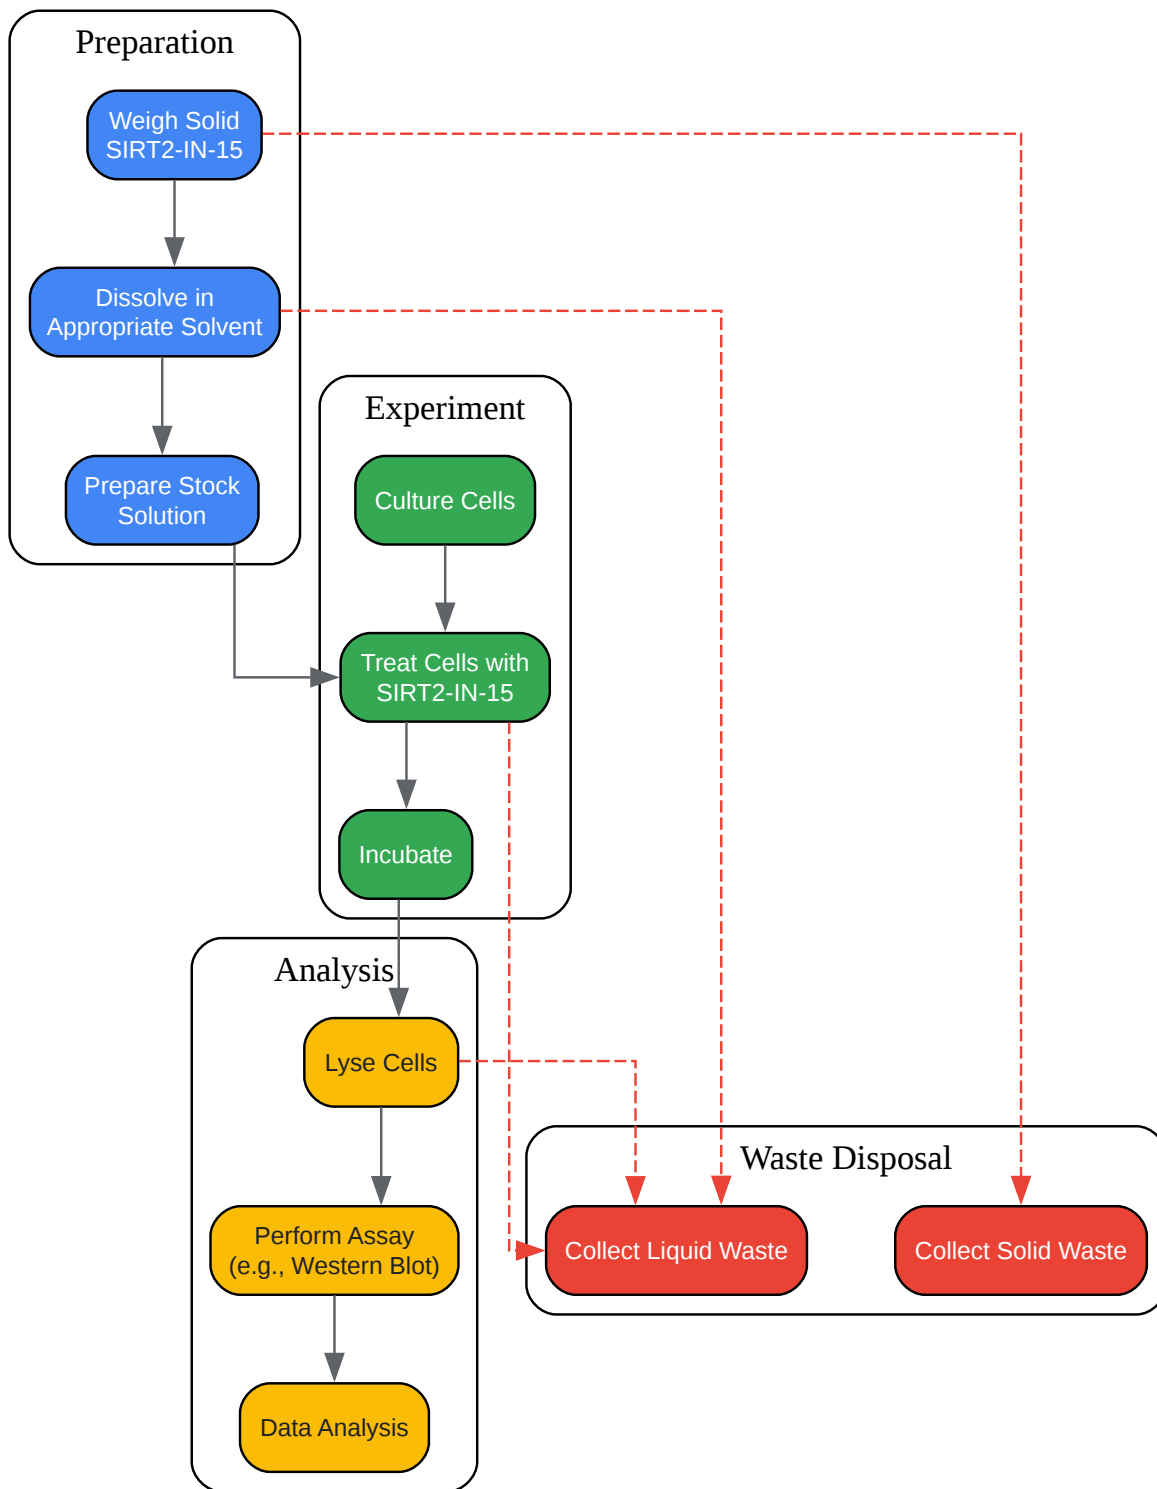 Preparation
Weigh Solid
SIRT2-IN-15
Dissolve in
Appropriate Solvent
Prepare Stock
Solution
Experiment
Culture Cells
Treat Cells with
SIRT2-IN-15
Incubate
Analysis
Lyse Cells
Perform Assay
(e.g., Western Blot)
Data Analysis
Waste Disposal
Collect Liquid Waste
Collect Solid Waste